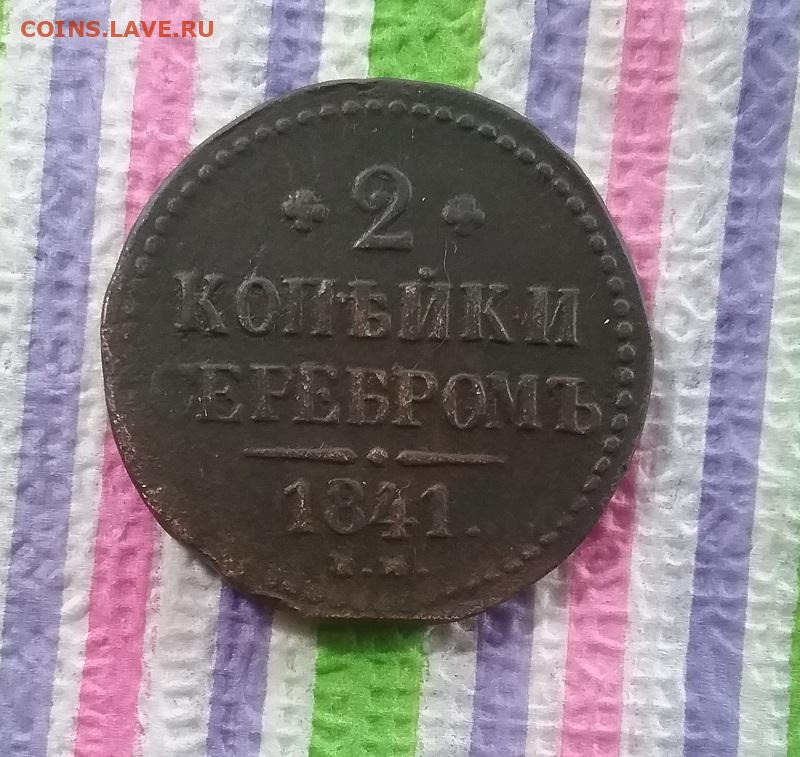 COINS.LAVE.RU
2
КОПѢЙКИ
СЕРЕБРОМЪ
1841.